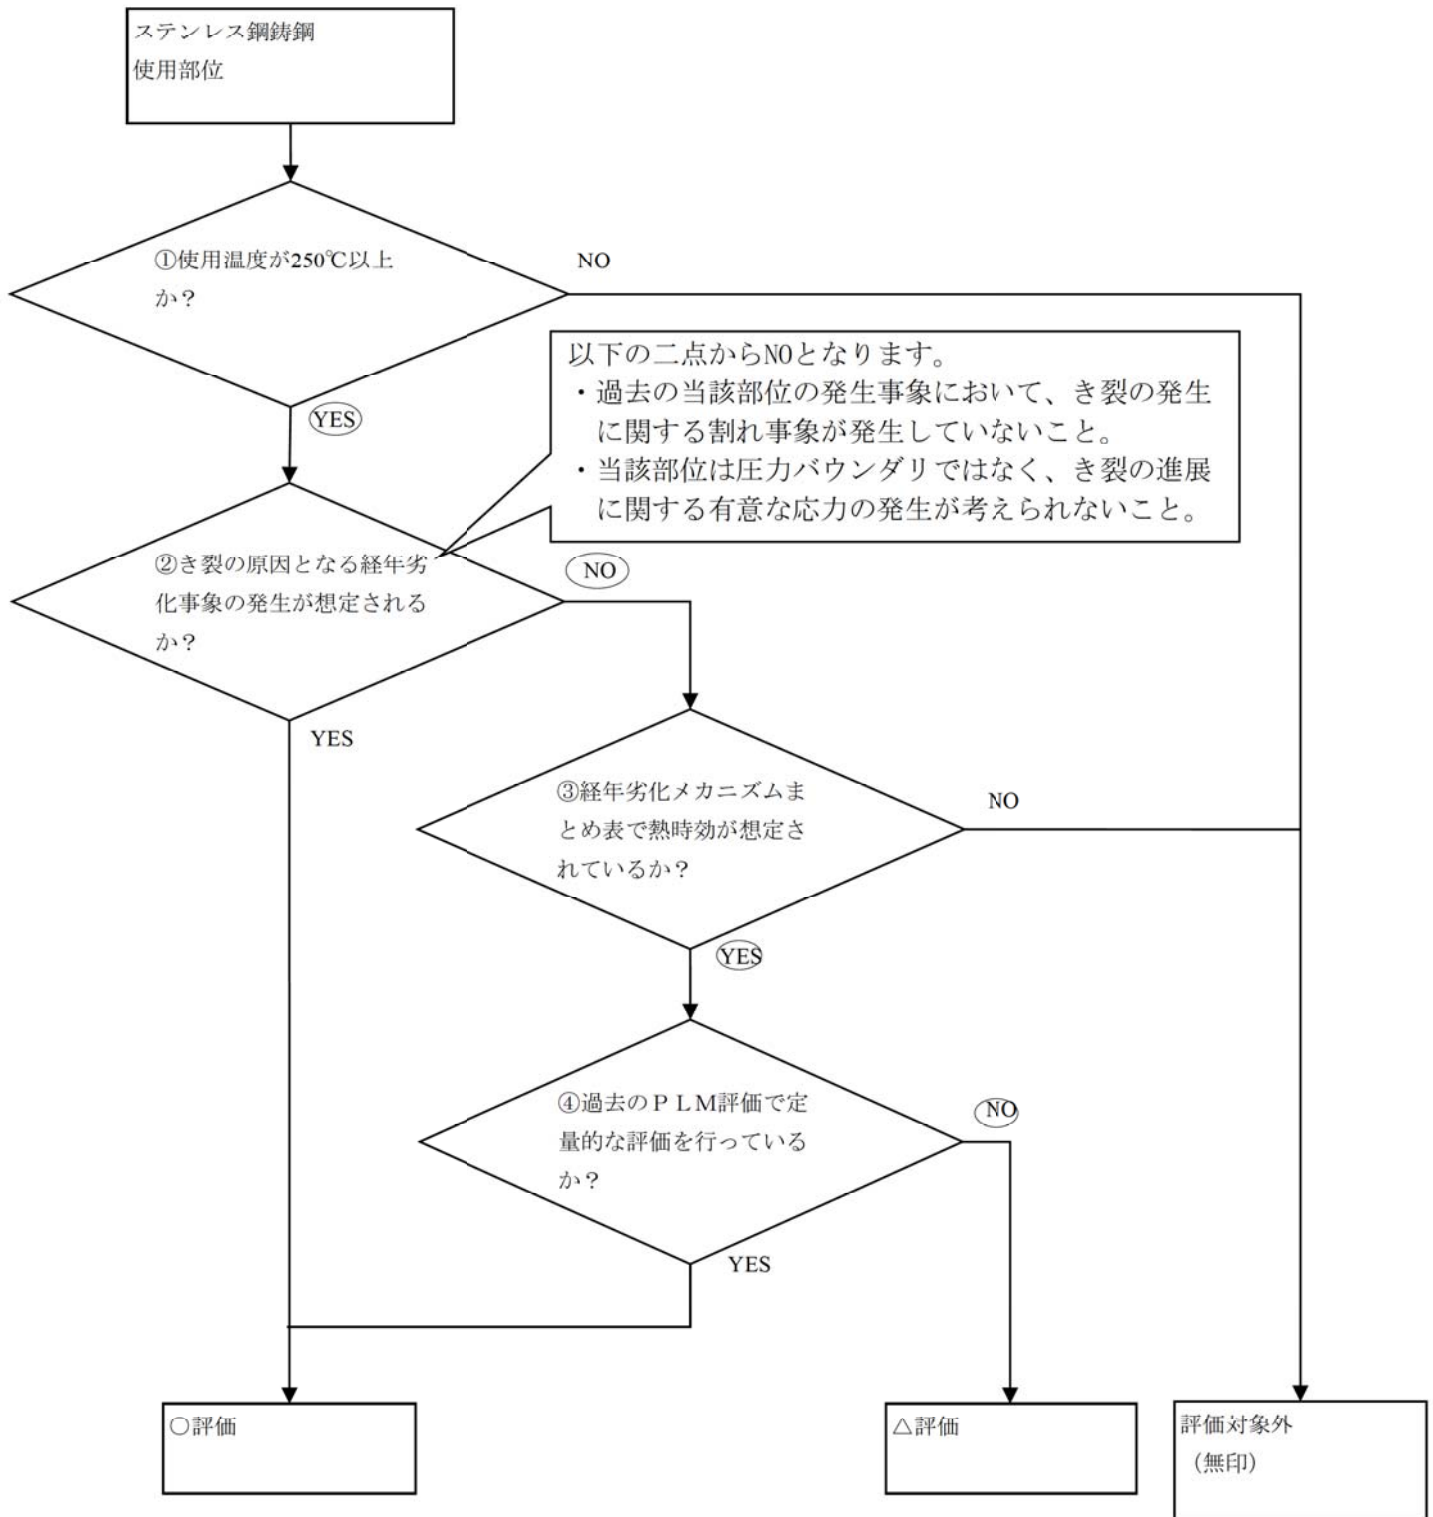 ステンレス鋼鋳鋼
使用部位
①使用温度が250℃以上
か？
NO
YES
以下の二点からNOとなります。
・過去の当該部位の発生事象において、き裂の発生
に関する割れ事象が発生していないこと。
・当該部位は圧力バウンダリではなく、き裂の進展
に関する有意な応力の発生が考えられないこと。
②き裂の原因となる経年劣
化事象の発生が想定される
か？
NO
YES
③経年劣化メカニズムま
とめ表で熱時効が想定さ
れているか？
NO
YES
④過去のＰＬＭ評価で定
量的な評価を行っている
か？
NO
YES
○評価
△評価
評価対象外
（無印）